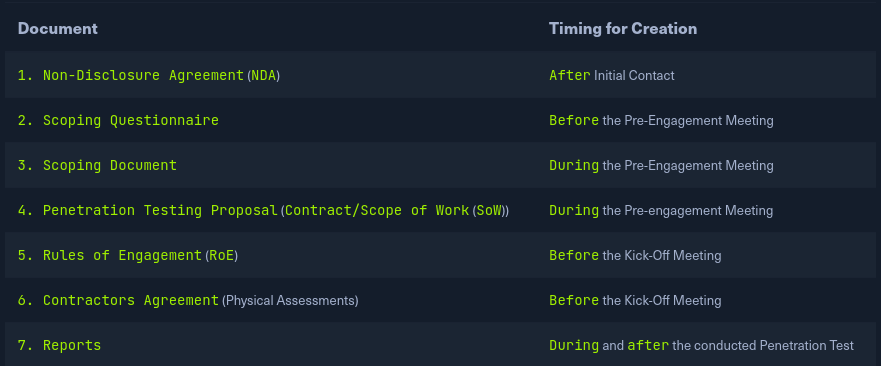 Document Timing for Creation
1. Non-Disclosure Agreement (NDA) After Initial Contact
2. Scoping Questionnaire Before the Pre-Engagement Meeting
3. Scoping Document During the Pre-Engagement Meeting
4. Penetration Testing Proposal (Contract/Scope of Work (SoW)) During the Pre-engagement Meeting
5. Rules of Engagement (RoE) Before the Kick-Off Meeting
6. Contractors Agreement (Physical Assessments) Before the Kick-Off Meeting
7. Reports During and after the conducted Penetration Test